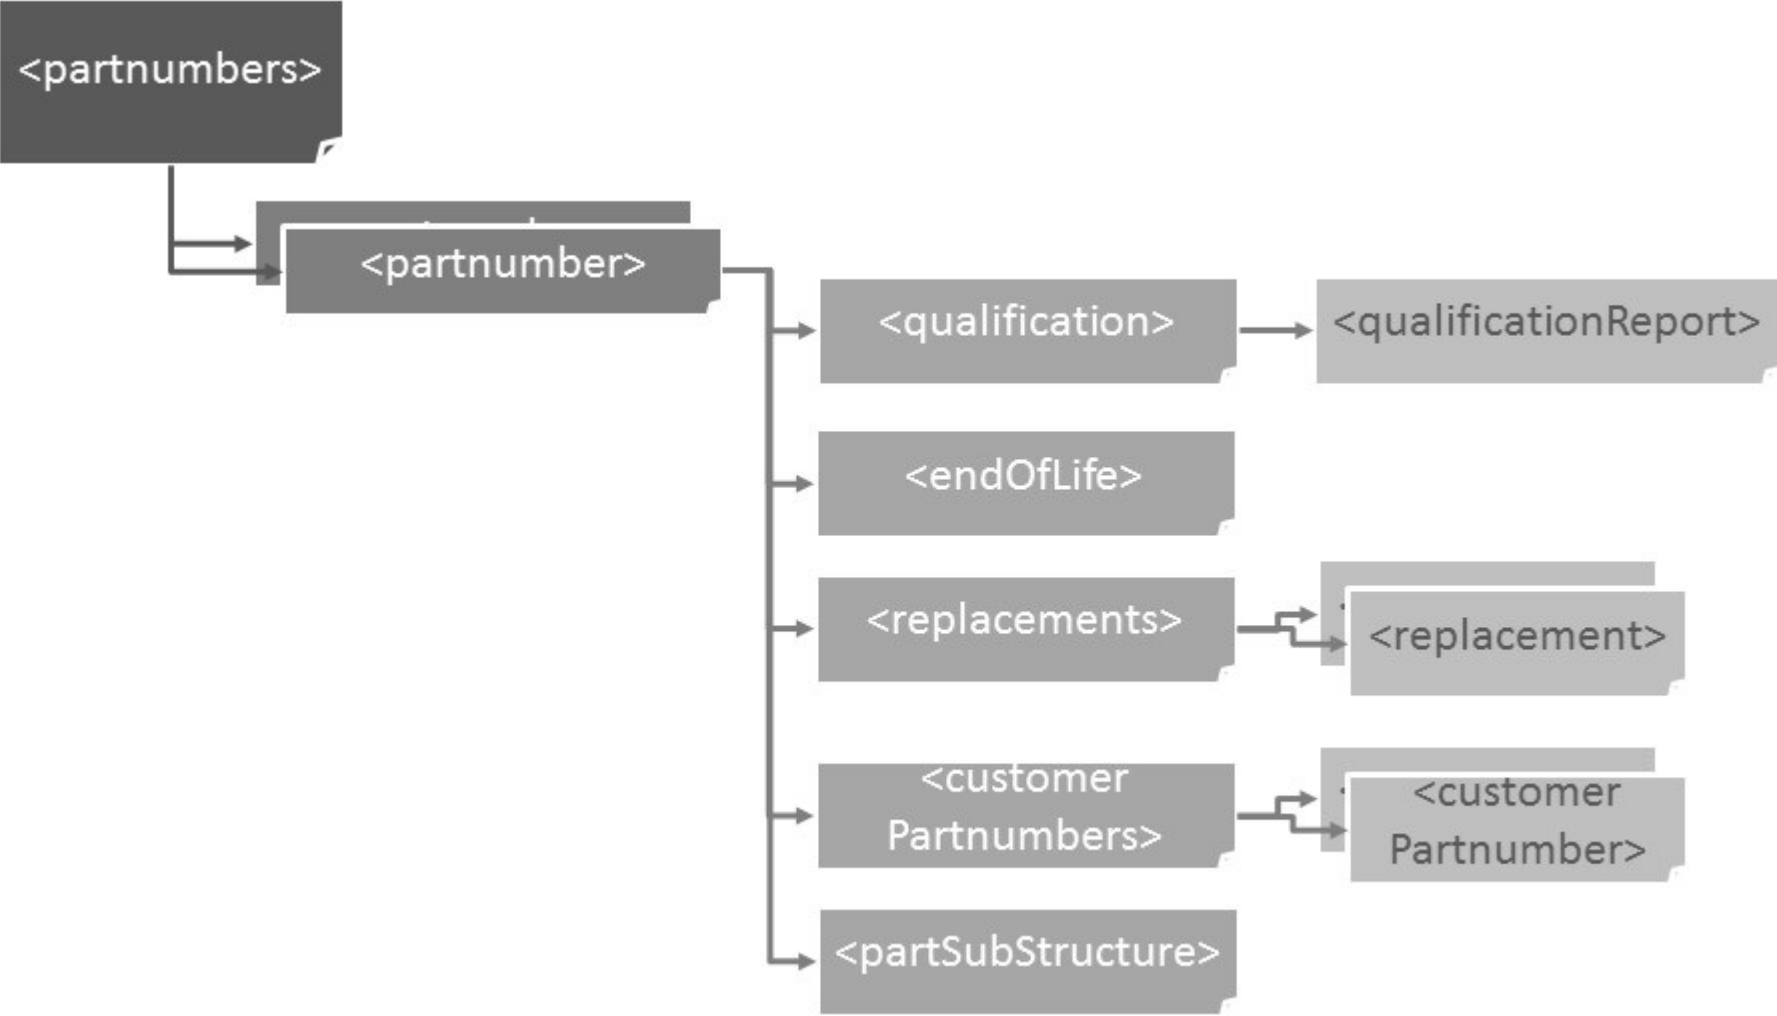 <partnumbers>
<partnumber>
<qualification>
<qualificationReport>
<endOfLife>
<replacements>
<replacement>
<customer
Partnumbers>
<customer
Partnumber>
<partSubStructure>